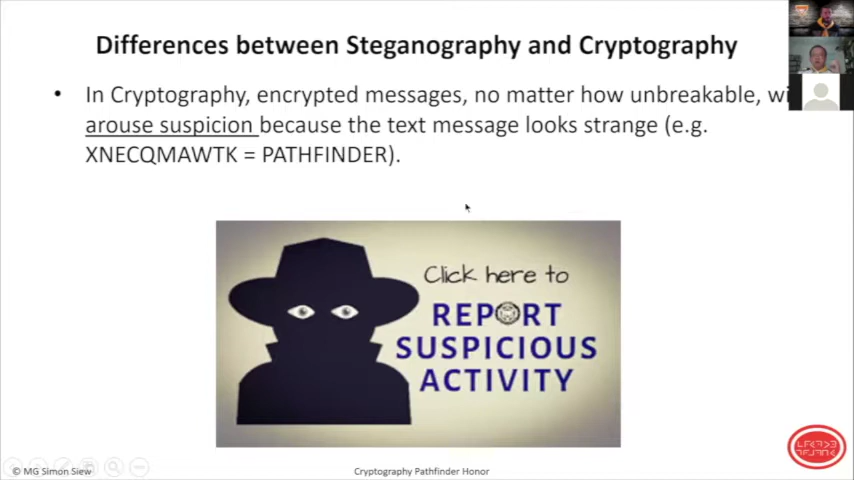 Differences between Steganography and Cryptography
• In Cryptography, encrypted messages, no matter how unbreakable, wi
arouse suspicion because the text message looks strange (e.g.
XNECQMAWTK = PATHFINDER).
Click here to
REPORT
SUSPICIOUS
ACTIVITY
© MG Simon Siew
Cryptography Pathfinder Honor